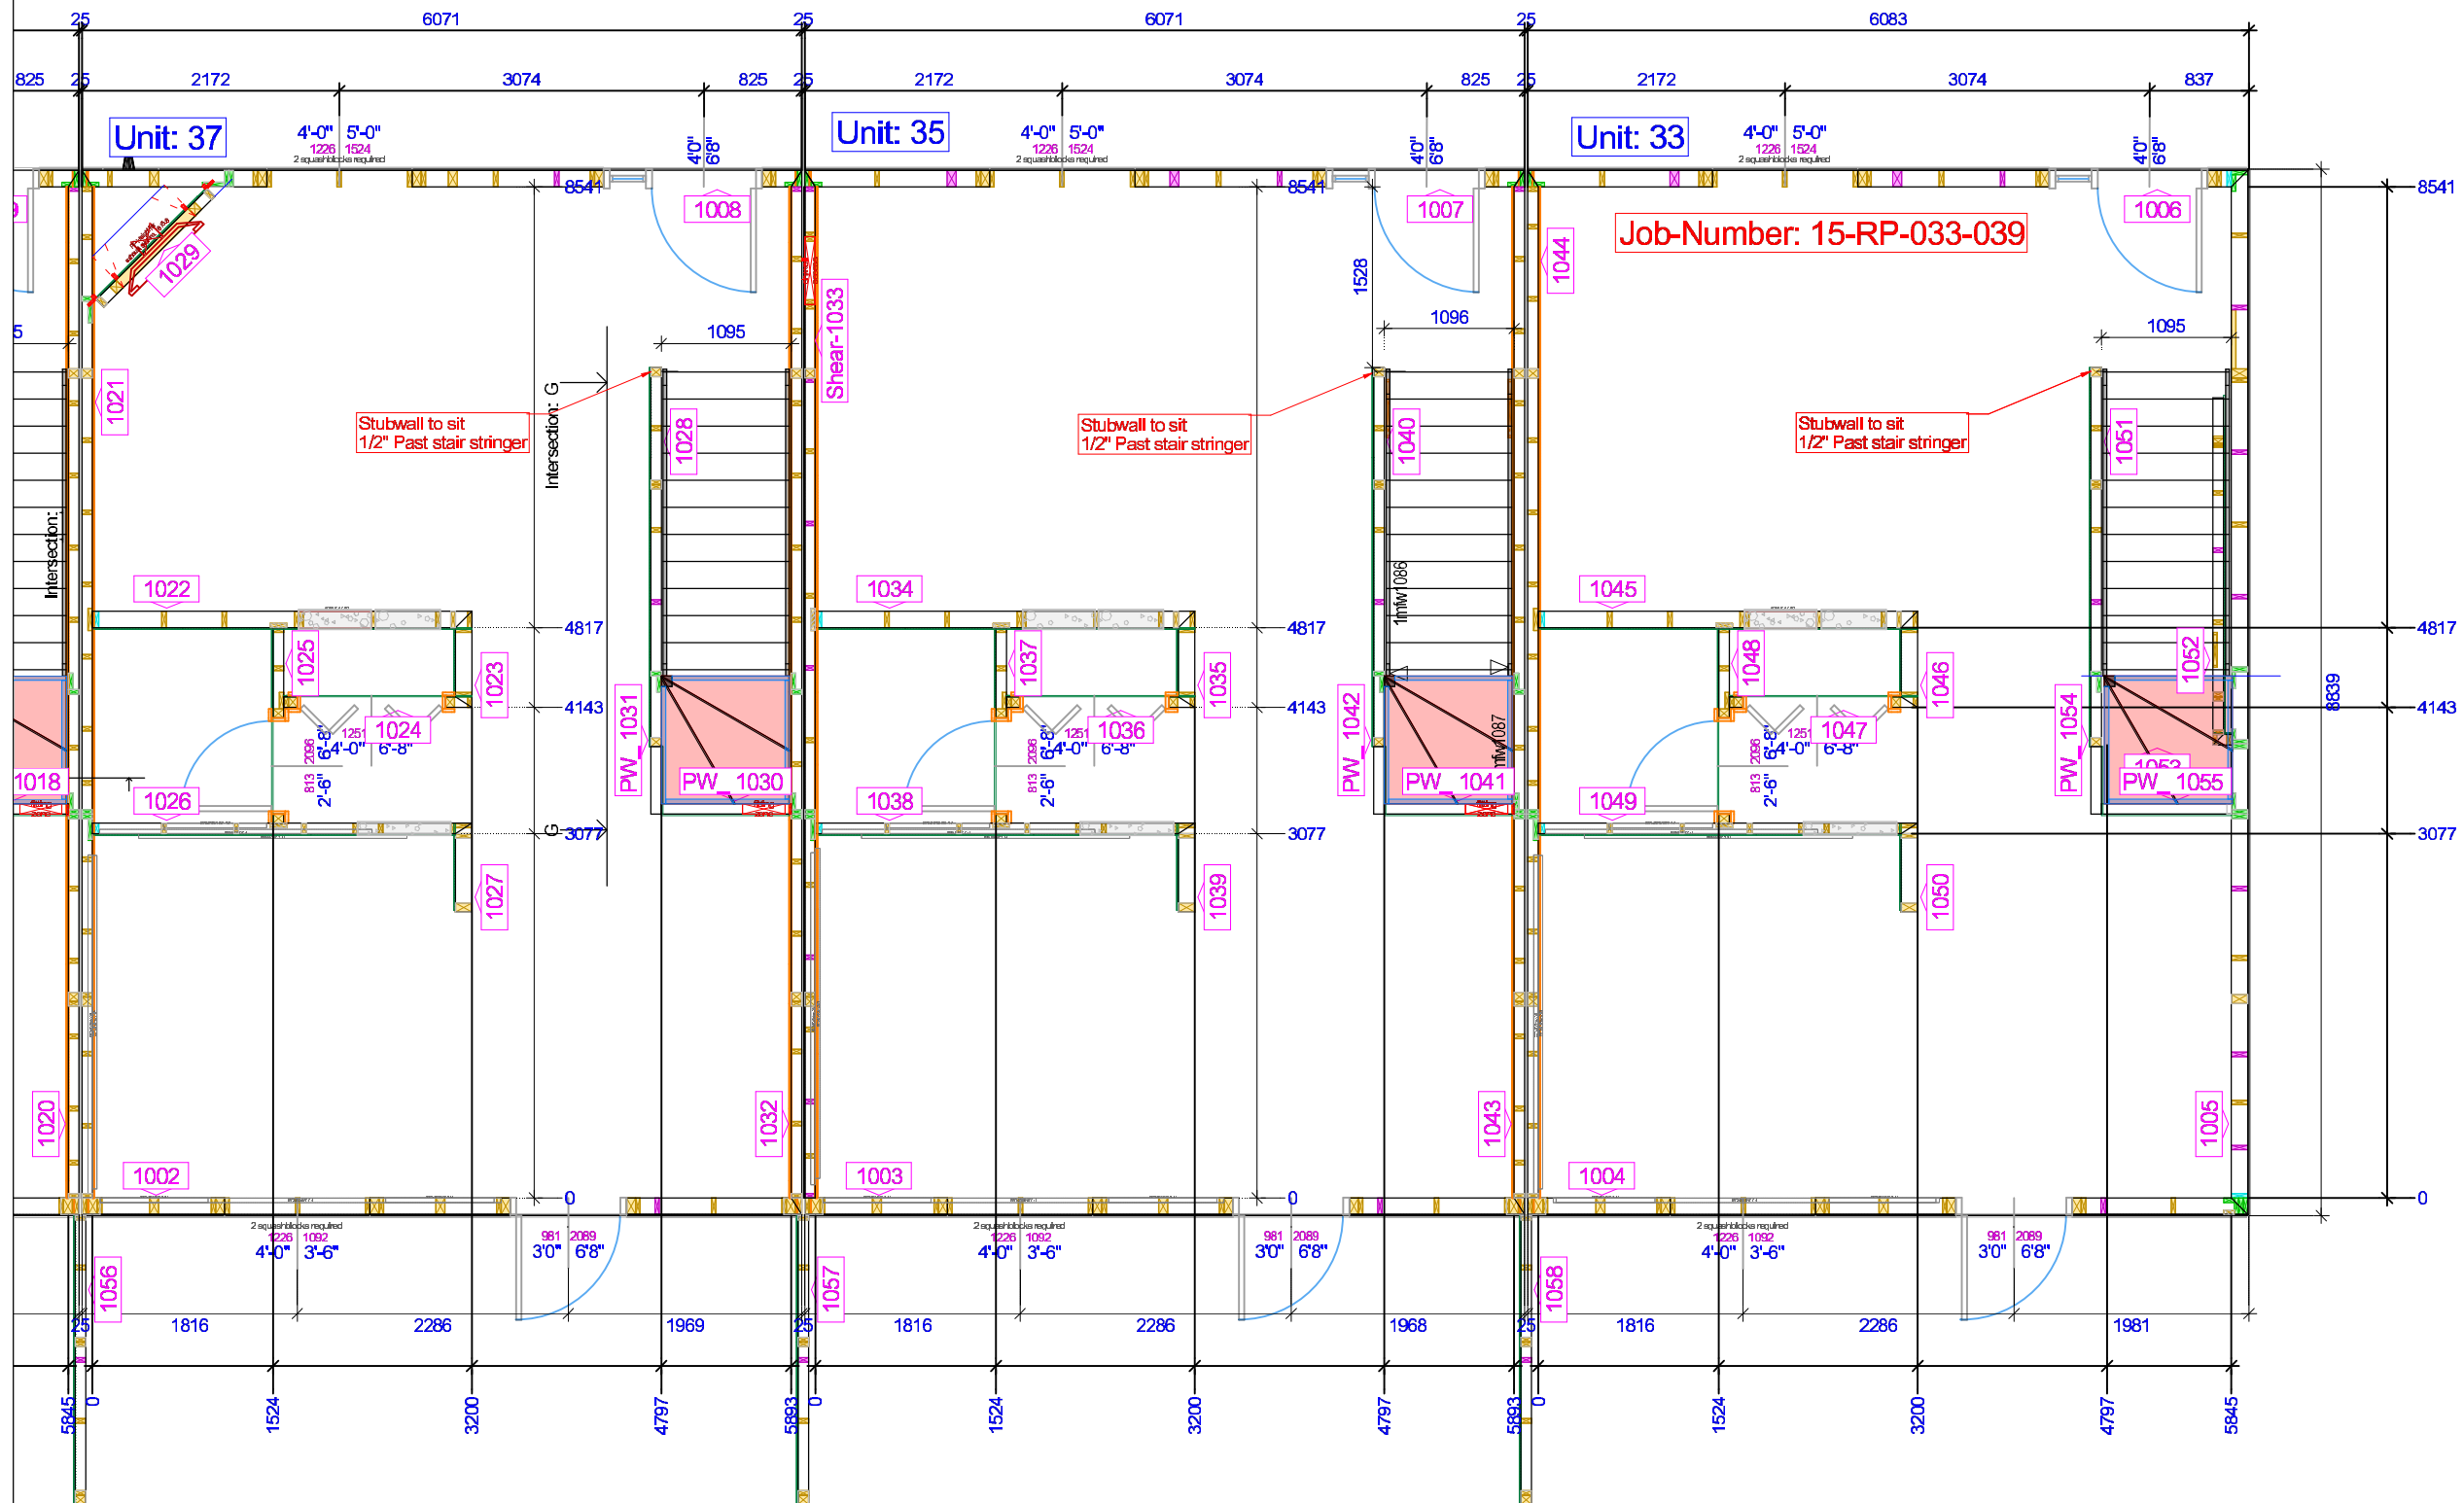 25 6071 25 6071 25 6083
825 25 2172 3074 825 25 2172 3074 825 25 2172 3074 837
Unit: 37
4'-0" 5'-0"
1226 1524
2 squashblocks required
4'0"
6'8"
Unit: 35
4'-0" 5'-0"
1226 1524
2 squashblocks required
4'0"
6'8"
Unit: 33
4'-0" 5'-0"
1226 1524
2 squashblocks required
4'0"
6'8"
8541 8541 8541
1008 1007 1006
Job-Number: 15-RP-033-039
1029
1044
1528
Shear-1033
1095 1096 1095
1021
Intersection: G
Stubwall to sit
1/2" Past stair stringer
1028
Stubwall to sit
1/2" Past stair stringer
1040
Stubwall to sit
1/2" Past stair stringer
1051
Intersection:
1mfw1086
1022 1034 1045
4817 4817 4817
1025 1023 1037 1035 1048 1046 1052
PW_1031 PW_1042 PW_1054
8839
4143 4143 4143
1024 1036 1047
1251 4'-0" 6'-8"
1251 4'-0" 6'-8"
1251 4'-0" 6'-8"
813 2096
2'-6" 6'-8"
813 2096
2'-6" 6'-8"
813 2096
2'-6" 6'-8"
mfw1087
1018 PW_1030 PW_1041 1053 PW_1055
1026 1038 1049
G 3077 3077 3077
1027 1039 1050
1020 1032 1043 1005
1002 1003 1004
0 0 0
2 squashblocks required
1226 1092
4'-0" 3'-6"
981 2089
3'0" 6'8"
2 squashblocks required
1226 1092
4'-0" 3'-6"
981 2089
3'0" 6'8"
2 squashblocks required
1226 1092
4'-0" 3'-6"
981 2089
3'0" 6'8"
1056 1057 1058
25 1816 2286 1969 25 1816 2286 1968 25 1816 2286 1981
5845 0 1524 3200 4797 5893 0 1524 3200 4797 5893 0 1524 3200 4797 5845